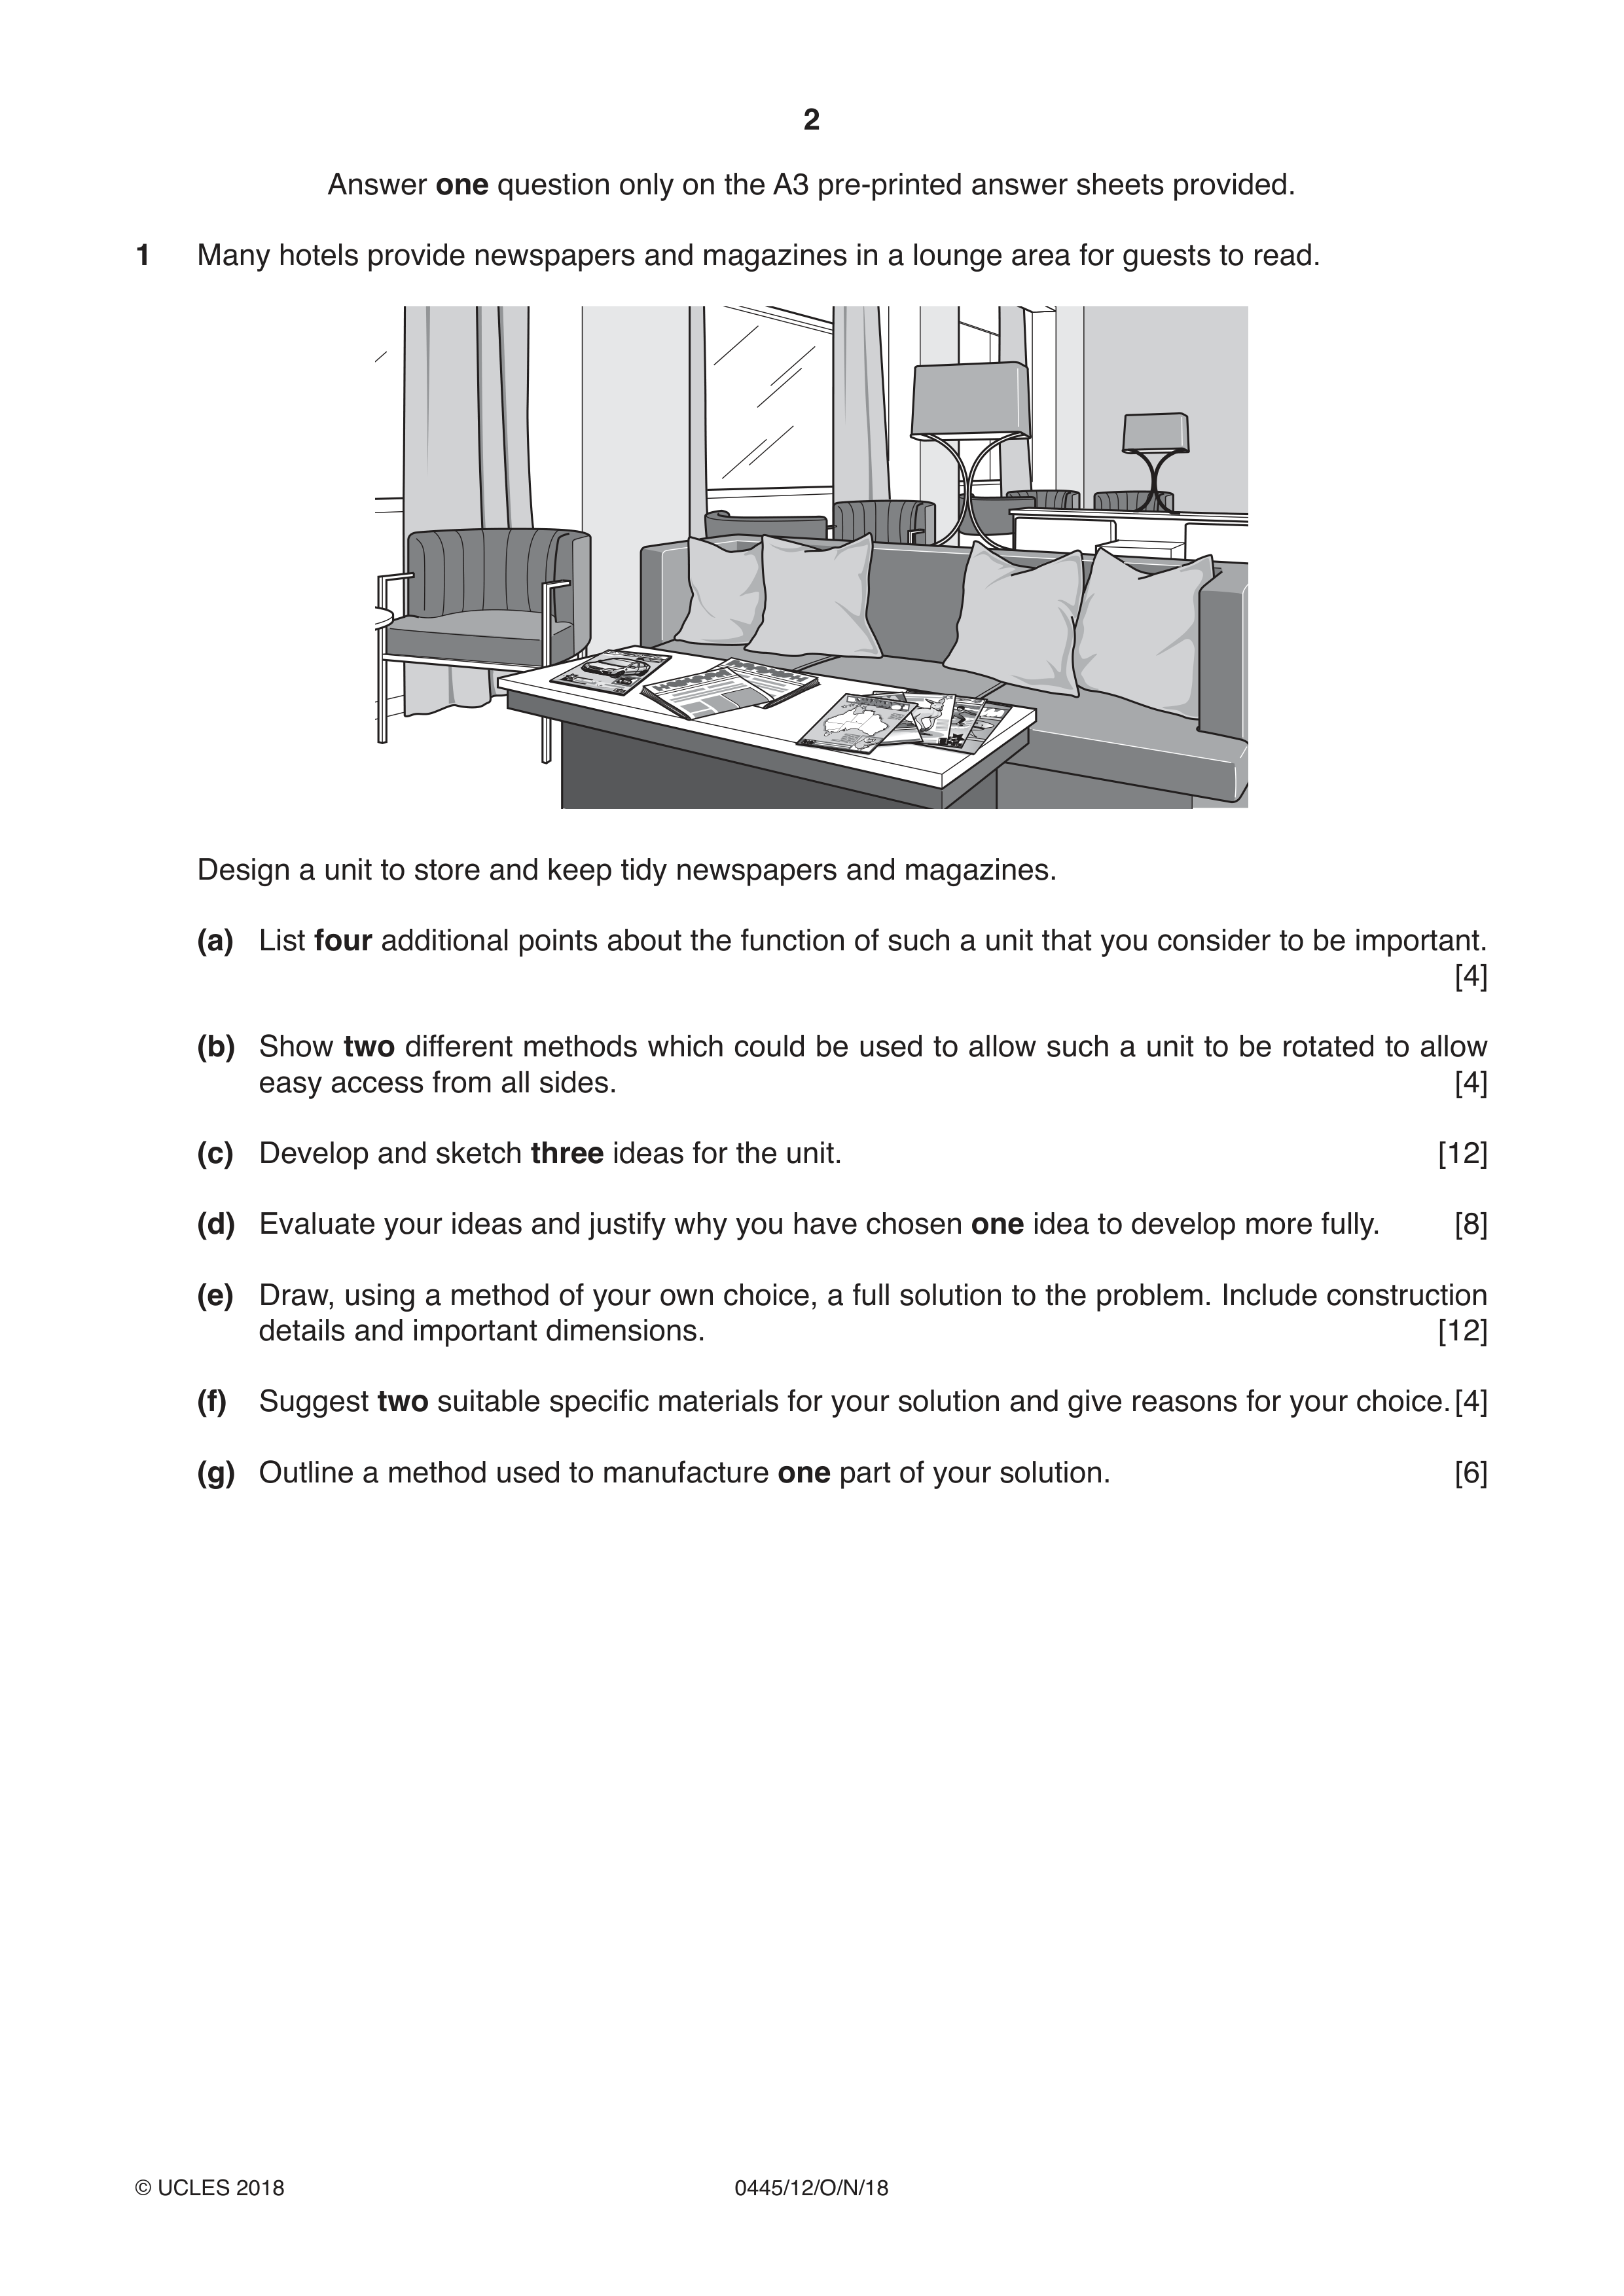 2
Answer one question only on the A3 pre-printed answer sheets provided.
1 Many hotels provide newspapers and magazines in a lounge area for guests to read.
Design a unit to store and keep tidy newspapers and magazines.
(a) List four additional points about the function of such a unit that you consider to be important.
[4]
(b) Show two different methods which could be used to allow such a unit to be rotated to allow
easy access from all sides. [4]
(c) Develop and sketch three ideas for the unit. [12]
(d) Evaluate your ideas and justify why you have chosen one idea to develop more fully. [8]
(e) Draw, using a method of your own choice, a full solution to the problem. Include construction
details and important dimensions. [12]
(f) Suggest two suitable specific materials for your solution and give reasons for your choice. [4]
(g) Outline a method used to manufacture one part of your solution. [6]
© UCLES 2018 0445/12/O/N/18